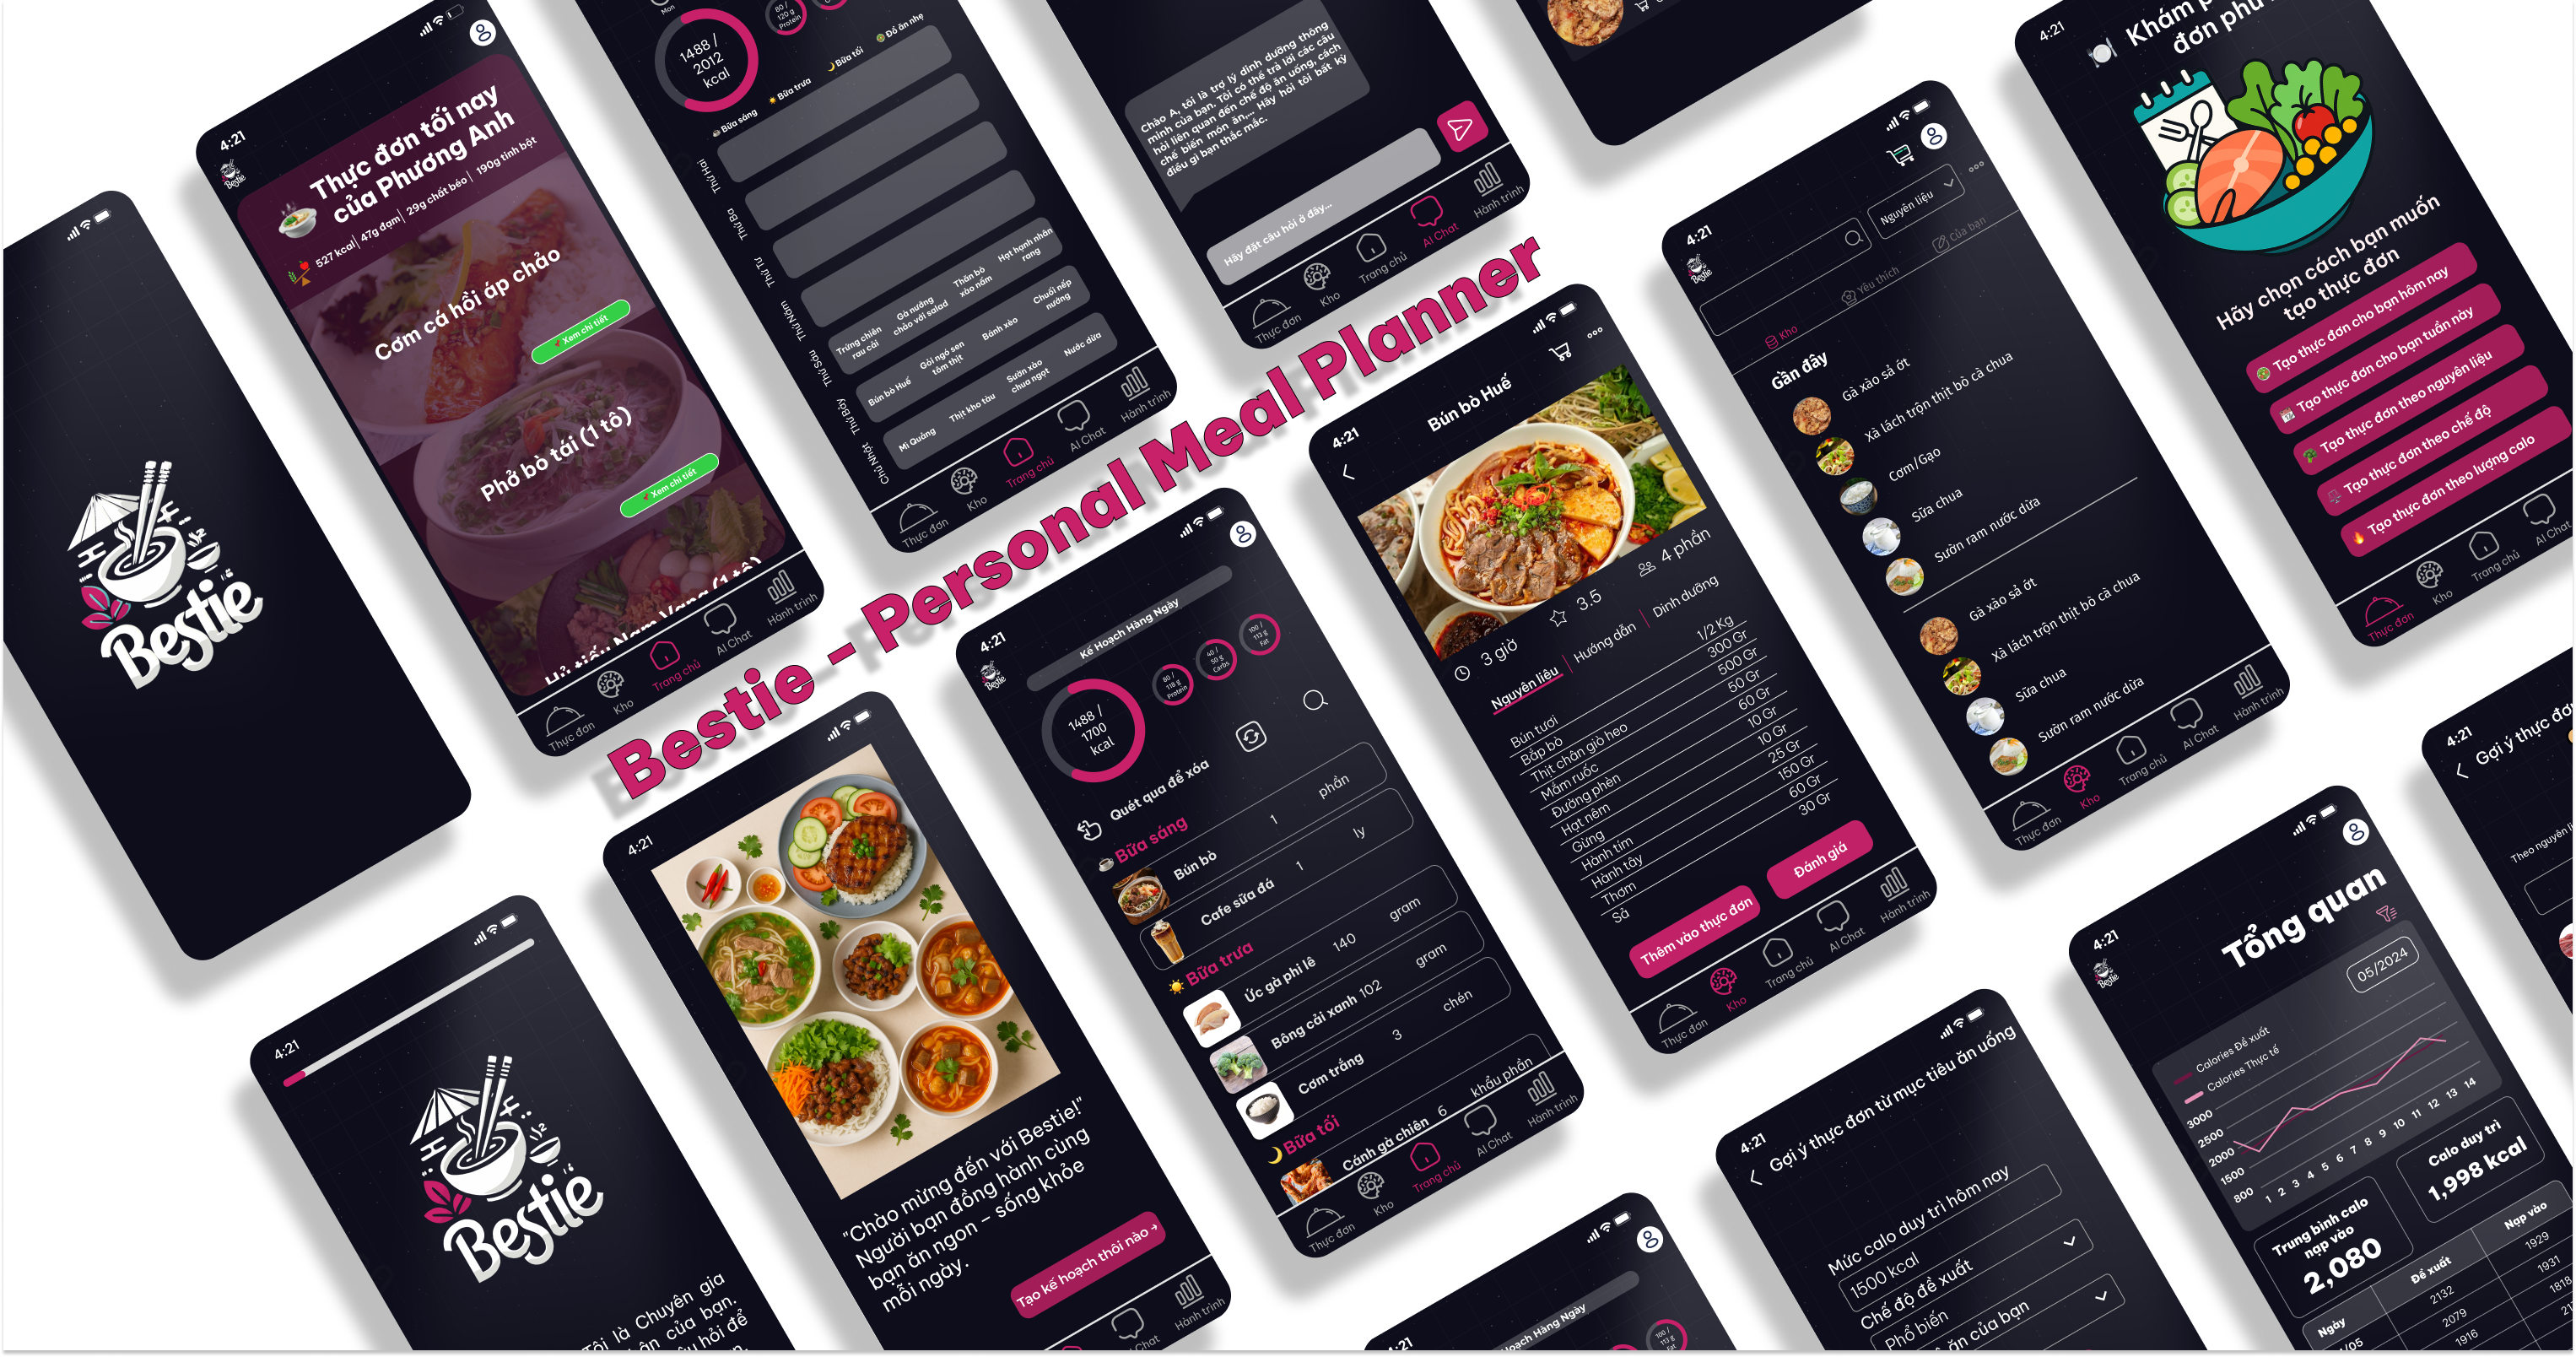 Bestie
4:21
Bestie
Thực đơn tối nay
của Phương Anh
527 kcal| 47g đạm| 29g chất béo| 190g tinh bột
Cơm cá hồi áp chảo
Xem chi tiết
Phở bò tái (1 tô)
Xem chi tiết
Hủ tiếu Nam Vang (1 tô)
Thực đơn
Kho
Trang chủ
AI Chat
Hành trình
Mon
1488 /
2012
kcal
80 /
120 g
Protein
Bữa sáng
Bữa trưa
Bữa tối
Đồ ăn nhẹ
Thứ Hai
Thứ Ba
Thứ Tư
Thứ Năm
Thứ Sáu
Trứng chiên
rau cải
Gà nướng
chảo với salad
Thăn bò
xào nấm
Hạt hạnh nhân
rang
Thứ Bảy
Bún bò Huế
Gỏi ngó sen
tôm thịt
Bánh xèo
Chuối nếp
nướng
Chủ Nhật
Mì Quảng
Thịt kho tàu
Sườn xào
chua ngọt
Nước dừa
Thực đơn
Kho
Trang chủ
AI Chat
Hành trình
Chào A, tôi là trợ lý dinh dưỡng thông
minh của bạn. Tôi có thể trả lời các câu
hỏi liên quan đến chế độ ăn uống, cách
chế biến món ăn,... Hãy hỏi tôi bất kỳ
điều gì bạn thắc mắc.
Hãy đặt câu hỏi ở đây...
Thực đơn
Kho
Trang chủ
AI Chat
Hành trình
Bestie - Personal Meal Planner
4:21
Bestie
Nguyên liệu
Kho
Yêu thích
Của bạn
Gần đây
Gà xào sả ớt
Xà lách trộn thịt bò cà chua
Cơm/Gạo
Sữa chua
Sườn ram nước dừa
Gà xào sả ớt
Xà lách trộn thịt bò cà chua
Sữa chua
Sườn ram nước dừa
Thực đơn
Kho
Trang chủ
AI Chat
Hành trình
4:21
Hãy chọn cách bạn muốn
tạo thực đơn
Tạo thực đơn cho bạn hôm nay
Tạo thực đơn cho bạn tuần này
Tạo thực đơn theo nguyên liệu
Tạo thực đơn theo chế độ
Tạo thực đơn theo lượng calo
Thực đơn
Kho
Trang chủ
AI Chat
4:21
Bestie
4:21
"Chào mừng đến với Bestie!"
Người bạn đồng hành cùng
bạn ăn ngon – sống khỏe
mỗi ngày.
Tạo kế hoạch thôi nào →
Hành trình
4:21
Bestie
Kế Hoạch Hàng Ngày
1488 /
1700
kcal
80 /
118 g
Protein
40 /
50 g
Carbs
100 /
113 g
Fat
Quét qua để xóa
Bữa sáng
Bún bò 1 phần
Cafe sữa đá 1 ly
Bữa trưa
Ức gà phi lê 140 gram
Bông cải xanh 102 gram
Cơm trắng 3 chén
Bữa tối
Cánh gà chiên 6 khẩu phần
Thực đơn
Kho
Trang chủ
AI Chat
Hành trình
4:21
Bún bò Huế
3 giờ
3.5
4 phần
Nguyên liệu | Hướng dẫn | Dinh dưỡng
Bún tươi 1/2 Kg
Bắp bò 300 Gr
Thịt chân giò heo 500 Gr
Mắm ruốc 50 Gr
Đường phèn 60 Gr
Hạt nêm 10 Gr
Gừng 10 Gr
Hành tím 25 Gr
Hành tây 150 Gr
Thơm 60 Gr
Sả 30 Gr
Thêm vào thực đơn
Đánh giá
Thực đơn
Kho
Trang chủ
AI Chat
Hành trình
4:21
Gợi ý thực đơn từ mục tiêu ăn uống
Mức calo duy trì hôm nay
1500 kcal
Chế độ đề xuất
Phổ biến
ăn của bạn
4:21
Bestie
Tổng quan
05/2024
Calories Đề xuất
Calories Thực tế
3000
2500
2000
1500
800
1 2 3 4 5 6 7 8 9 10 11 12 13 14
Trung bình calo
nạp vào
2,080
Calo duy trì
1,998 kcal
Ngày Đề xuất Nạp vào
2132 1929
2079 1931
1916 1818
4:21
Theo nguyên